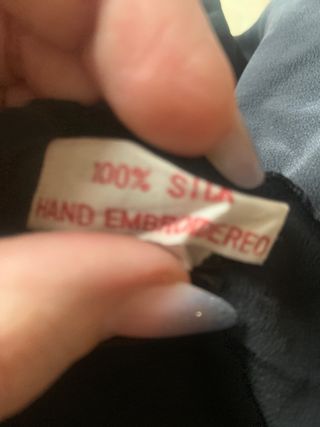 100% SILK
HAND EMBROIDERED